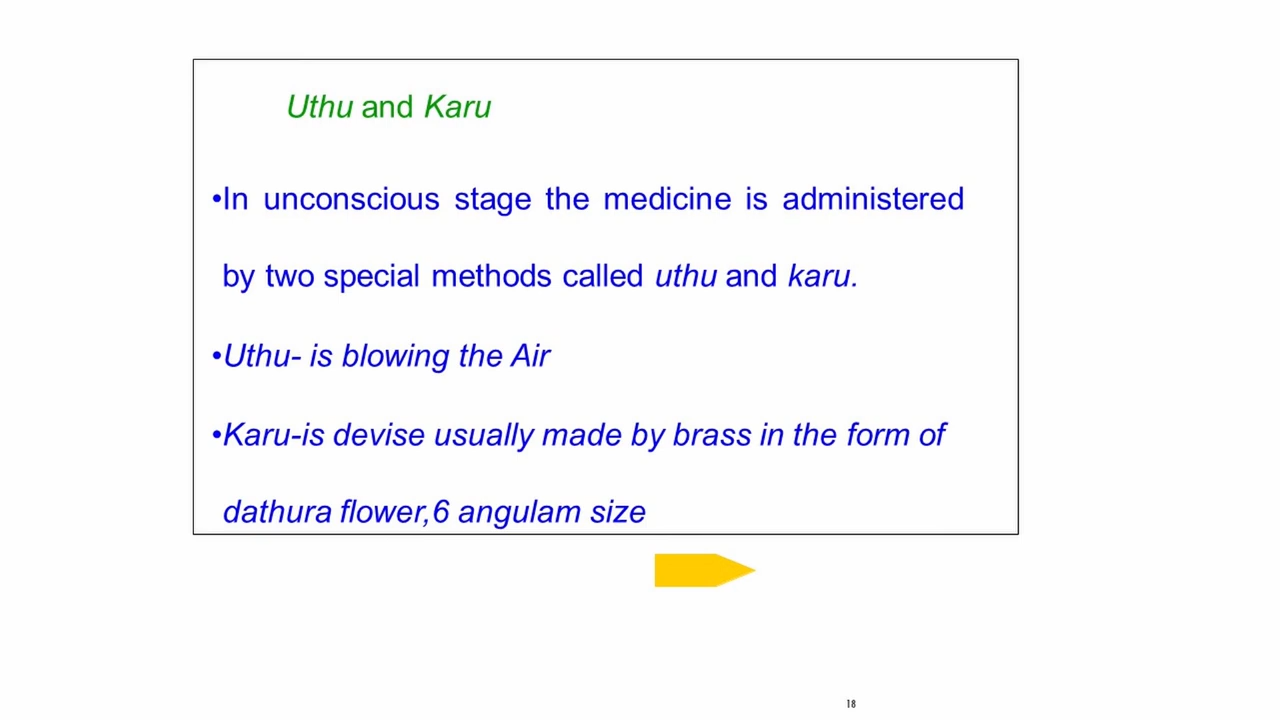 Uthu and Karu
•In unconscious stage the medicine is administered
by two special methods called uthu and karu.
•Uthu- is blowing the Air
•Karu-is devise usually made by brass in the form of
dathura flower,6 angulam size
18